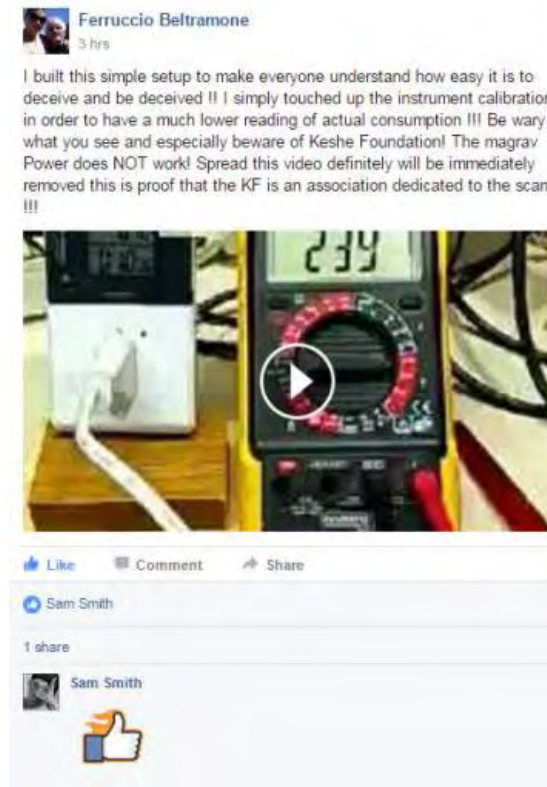 Ferruccio Beltramone
3 hrs
I built this simple setup to make everyone understand how easy it is to
deceive and be deceived !! I simply touched up the instrument calibration
in order to have a much lower reading of actual consumption !!! Be wary
what you see and especially beware of Keshe Foundation! The magrav
Power does NOT work! Spread this video definitely will be immediately
removed this is proof that the KF is an association dedicated to the scam
!!!
239
Like Comment Share
Sam Smith
1 share
Sam Smith